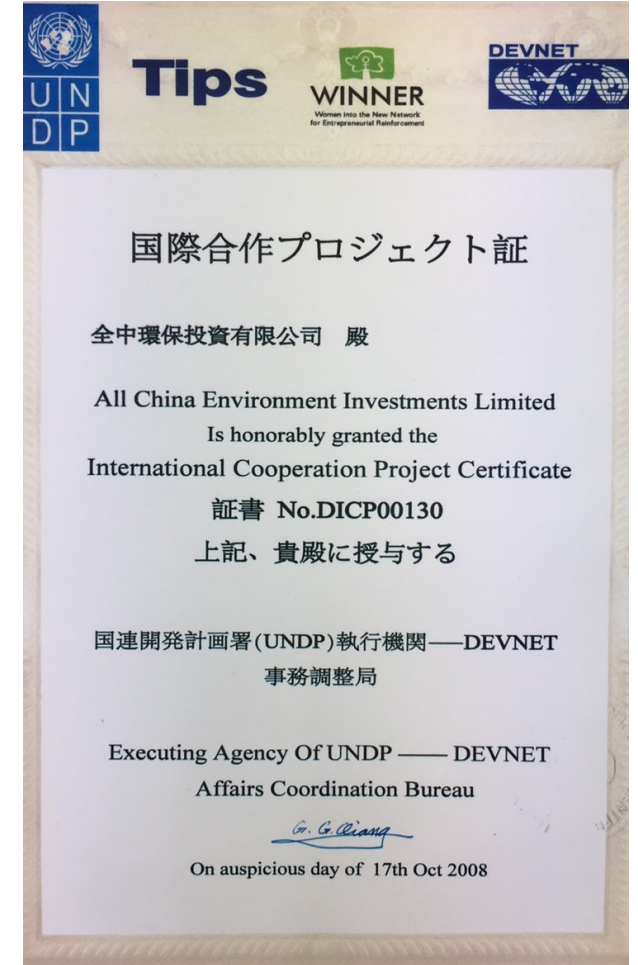 UN
DP
Tips
WINNER
Women into the New Network
for Entrepreneurial Reinforcement
DEVNET
国際合作プロジェクト証
全中環保投資有限公司 殿
All China Environment Investments Limited
Is honorably granted the
International Cooperation Project Certificate
証書 No.DICP00130
上記、貴殿に授与する
国連開発計画署(UNDP)執行機関——DEVNET
事務調整局
Executing Agency Of UNDP —— DEVNET
Affairs Coordination Bureau
On auspicious day of 17th Oct 2008